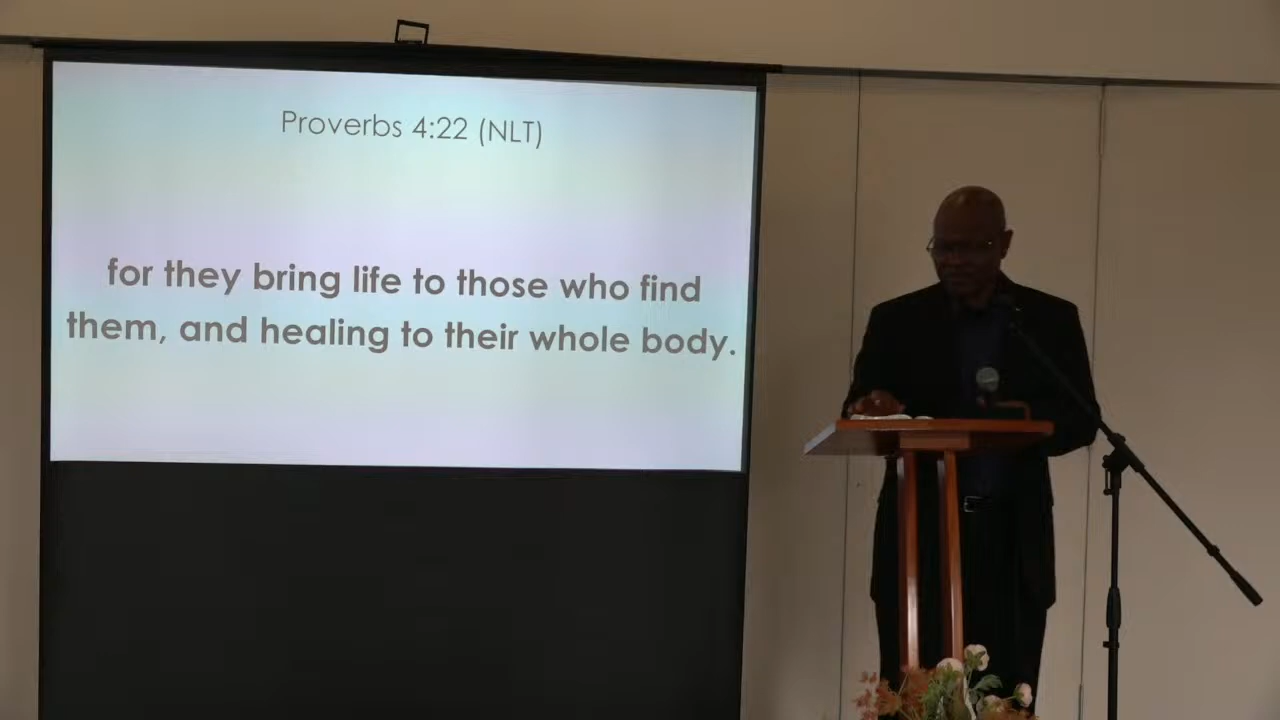 Proverbs 4:22 (NLT)
for they bring life to those who find
them, and healing to their whole body.